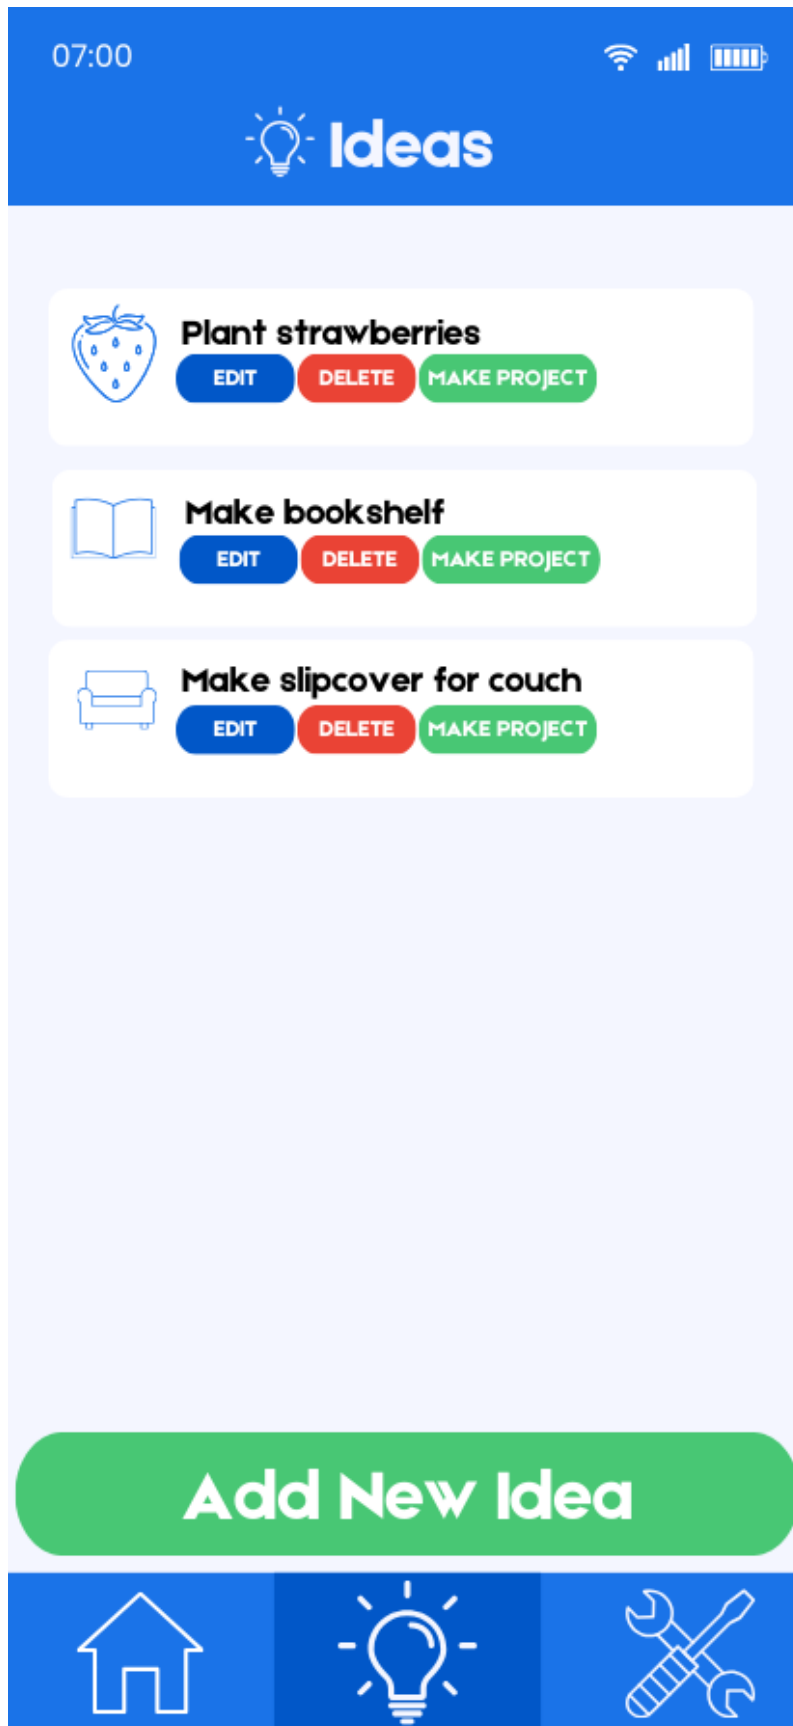 07:00
Ideas
Plant strawberries
EDIT DELETE MAKE PROJECT
Make bookshelf
EDIT DELETE MAKE PROJECT
Make slipcover for couch
EDIT DELETE MAKE PROJECT
Add New Idea